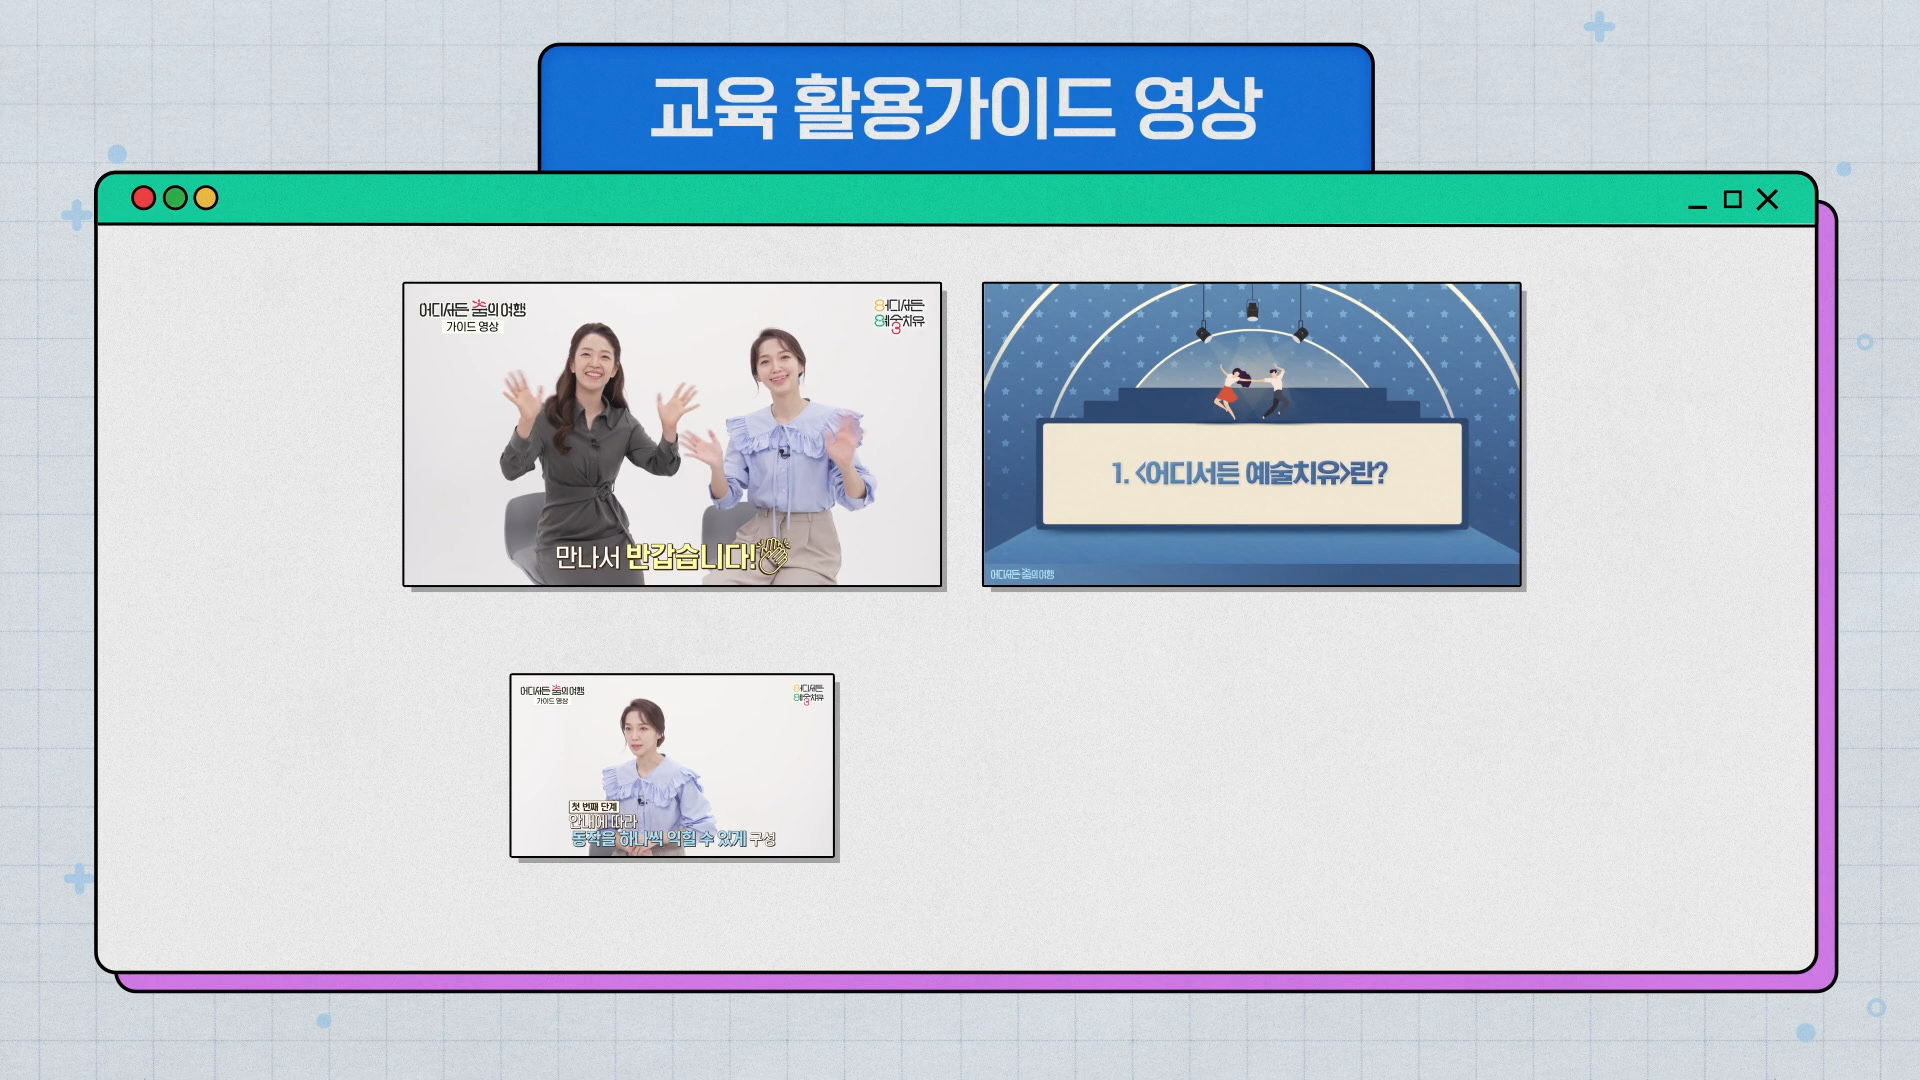 교육 활용가이드 영상
어디서든 춤의 여행
가이드 영상
어디서든
예술치유
만나서 반갑습니다!
1. <어디서든 예술치유>란?
어디서든 춤의 여행
어디서든 춤의 여행
가이드 영상
어디서든
예술치유
첫 번째 단계
안내에 따라
동작을 하나씩 익힐 수 있게 구성